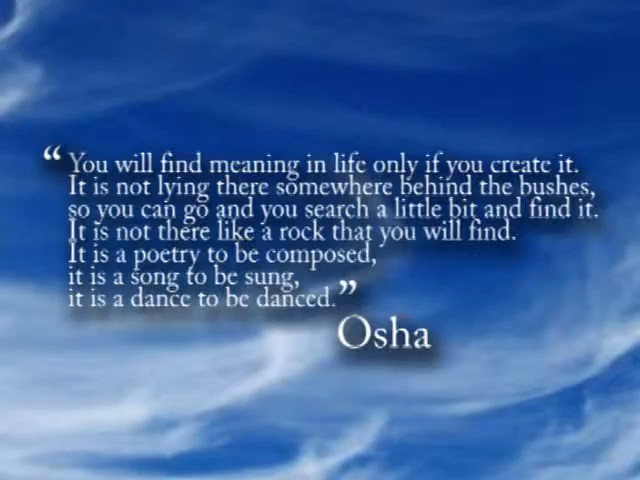 “ You will find meaning in life only if you create it.
It is not lying there somewhere behind the bushes,
so you can go and you search a little bit and find it.
It is not there like a rock that you will find.
It is a poetry to be composed,
it is a song to be sung,
it is a dance to be danced.”
Osha